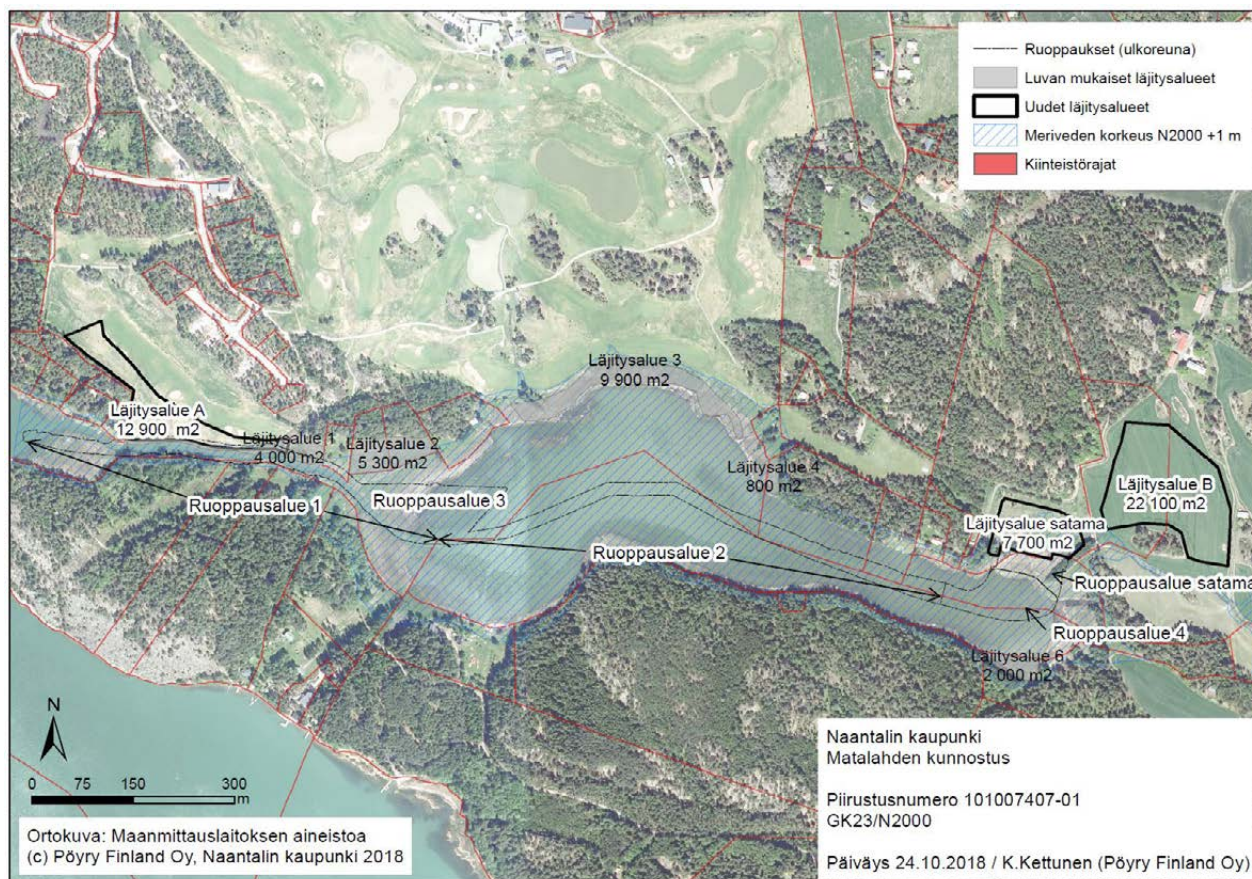 Ruoppaukset (ulkoreuna)
Luvan mukaiset läjitysalueet
Uudet läjitysalueet
Meriveden korkeus N2000 +1 m
Kiinteistörajat
Läjitysalue 3
9 900 m2
Läjitysalue A
12 900 m2
Läjitysalue 1
4 000 m2
Läjitysalue 2
5 300 m2
Läjitysalue 4
800 m2
Läjitysalue B
22 100 m2
Ruoppausalue 1
Ruoppausalue 3
Läjitysalue satama
7 700 m2
Ruoppausalue 2
Ruoppausalue satama
Ruoppausalue 4
Läjitysalue 6
2 000 m2
N
0 75 150 300
m
Ortokuva: Maanmittauslaitoksen aineistoa
(c) Pöyry Finland Oy, Naantalin kaupunki 2018
Naantalin kaupunki
Matalahden kunnostus
Piirustusnumero 101007407-01
GK23/N2000
Päiväys 24.10.2018 / K.Kettunen (Pöyry Finland Oy)